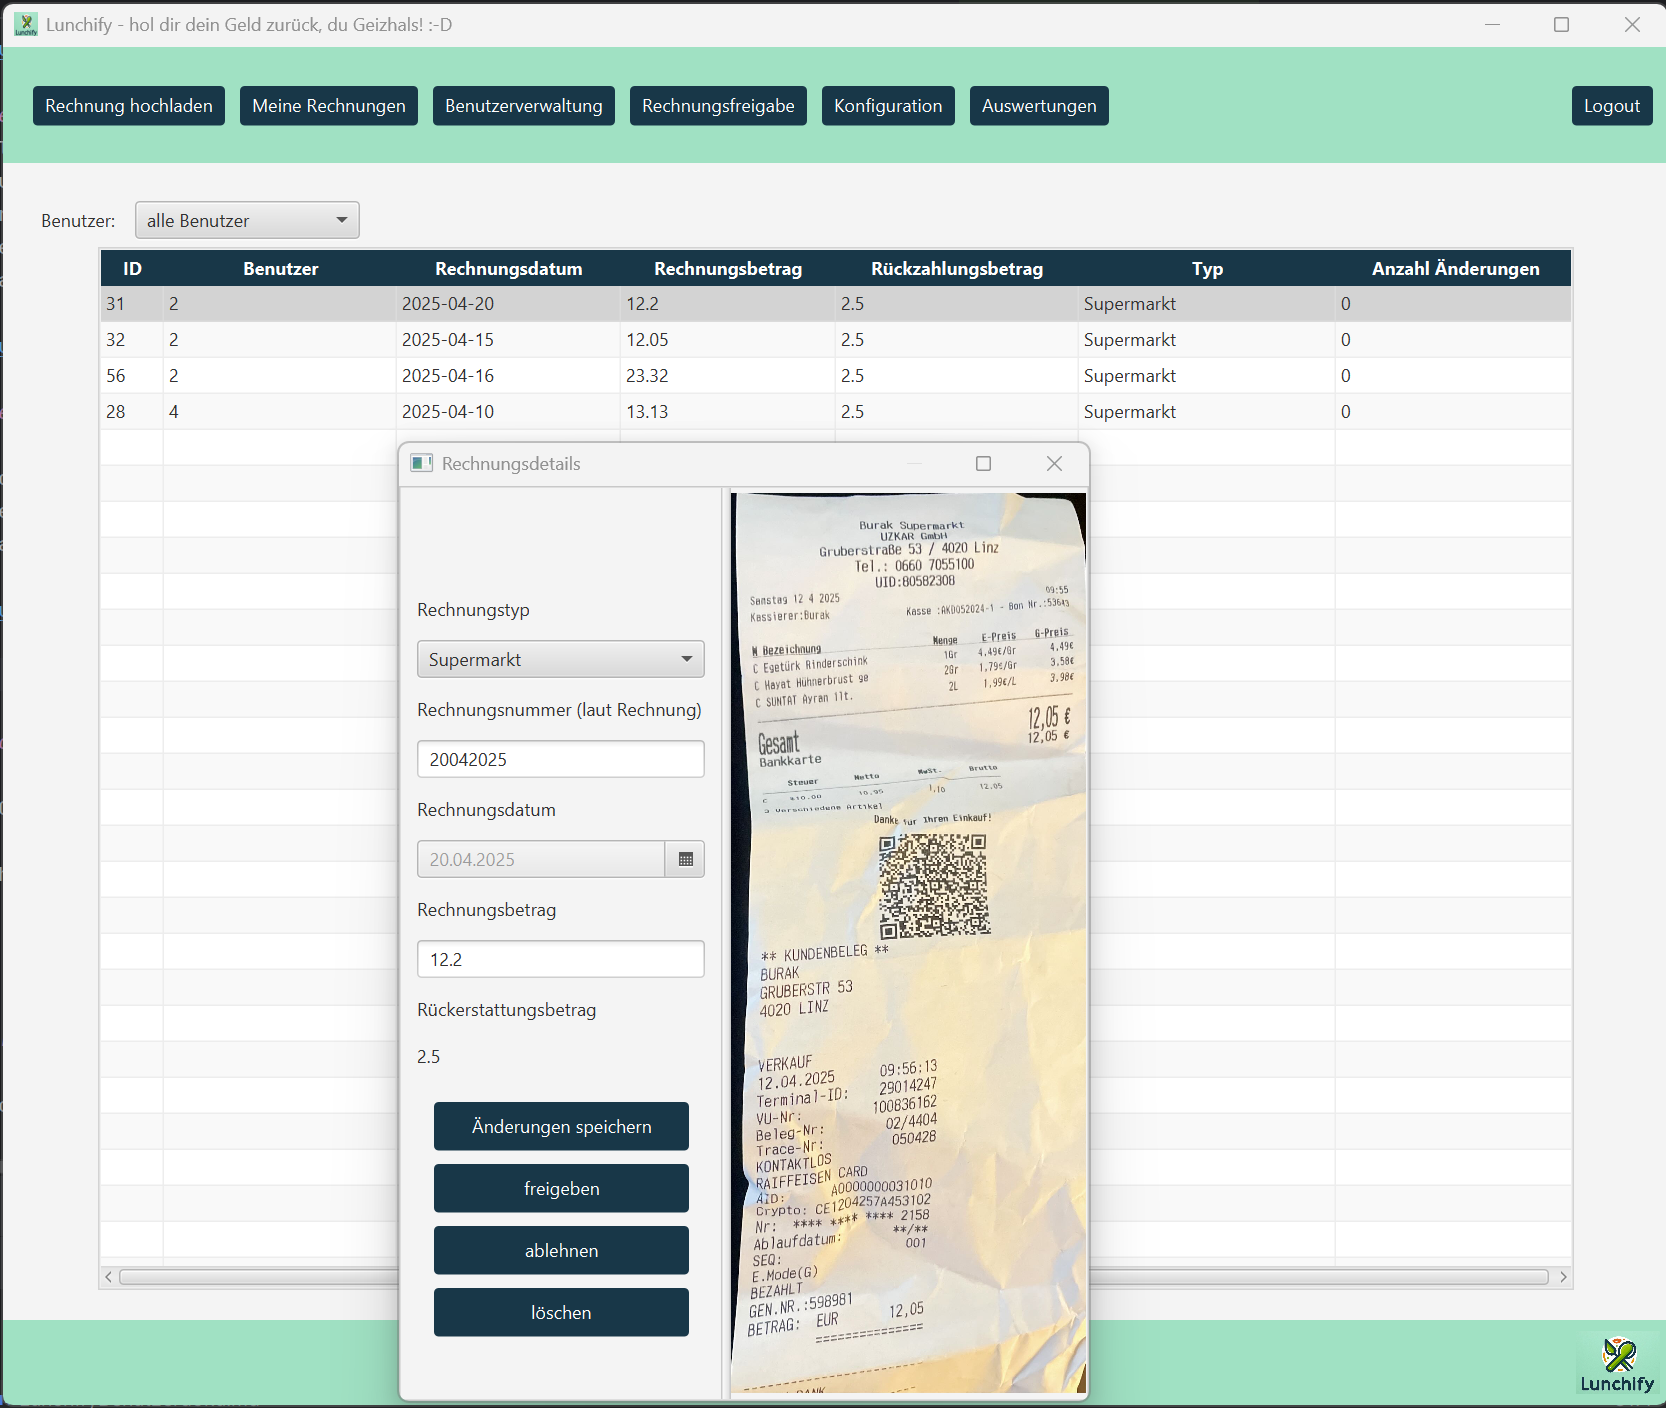 Lunchify - hol dir dein Geld zurück, du Geizhals! :-D
Rechnung hochladen
Meine Rechnungen
Benutzerverwaltung
Rechnungsfreigabe
Konfiguration
Auswertungen
Logout
Benutzer:
alle Benutzer
ID Benutzer Rechnungsdatum Rechnungsbetrag Rückzahlungsbetrag Typ Anzahl Änderungen
31 2 2025-04-20 12.2 2.5 Supermarkt 0
32 2 2025-04-15 12.05 2.5 Supermarkt 0
56 2 2025-04-16 23.32 2.5 Supermarkt 0
28 4 2025-04-10 13.13 2.5 Supermarkt 0
Rechnungsdetails
Rechnungstyp
Supermarkt
Rechnungsnummer (laut Rechnung)
20042025
Rechnungsdatum
20.04.2025
Rechnungsbetrag
12.2
Rückerstattungsbetrag
2.5
Änderungen speichern
freigeben
ablehnen
löschen
Burak Supermarkt
UZKAR GmbH
Gruberstraße 53 / 4020 Linz
Tel.: 0660 7055100
UID:80582308
Samstag 12 4 2025 09:55
Kassierer:Burak Kasse :AKD052024-1 - Bon Nr.:53643
W Bezeichnung Menge E-Preis G-Preis
C Egetürk Rinderschink 1Gr 4,49€/Gr 4,49€
C Hayat Hühnerbrust ge 2Gr 1,79€/Gr 3,58€
C SUNTAT Ayran 1lt. 2L 1,99€/L 3,98€
Gesamt 12,05 €
Bankkarte 12,05 €
Steuer Netto MwSt. Brutto
C %10.00 10,95 1,10 12,05
3 Verschiedene Artikel
Danke für Ihren Einkauf!
** KUNDENBELEG **
BURAK
GRUBERSTR 53
4020 LINZ
VERKAUF
12.04.2025 09:56:13
Terminal-ID: 29014247
VU-Nr: 100836162
Beleg-Nr: 02/4404
Trace-Nr: 050428
KONTAKTLOS
RAIFFEISEN CARD
AID: A0000000031010
Crypto: CE1204257A453102
Nr: **** **** **** 2158
Ablaufdatum: **/**
SEQ: 001
E.Mode(G)
BEZAHLT
GEN.NR.:598981
BETRAG: EUR 12,05
==============
BANK
Lunchify